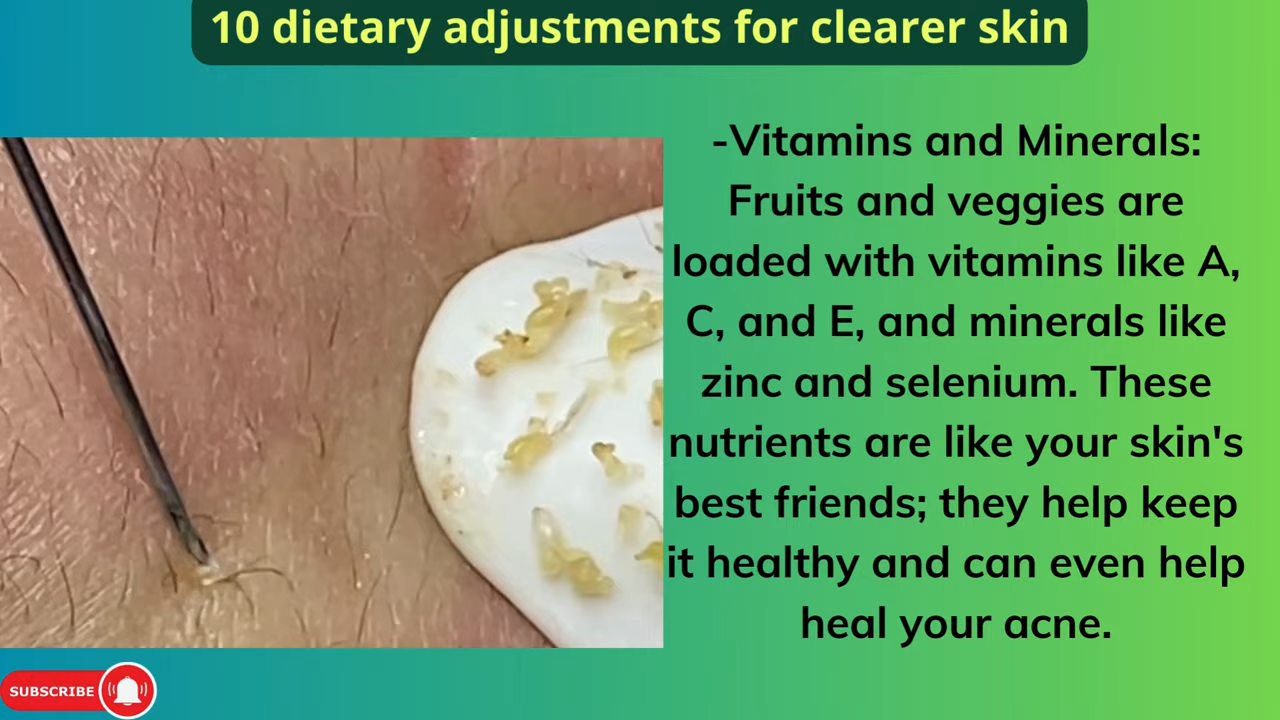 10 dietary adjustments for clearer skin
-Vitamins and Minerals:
Fruits and veggies are
loaded with vitamins like A,
C, and E, and minerals like
zinc and selenium. These
nutrients are like your skin's
best friends; they help keep
it healthy and can even help
heal your acne.
SUBSCRIBE